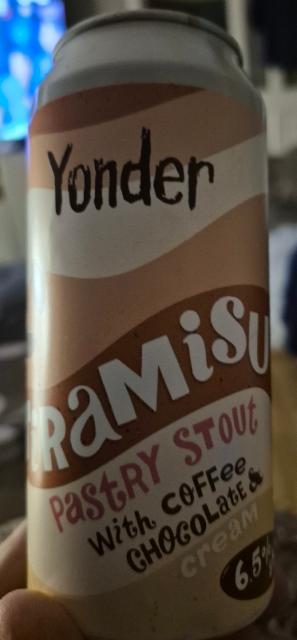 Yonder
RAMISU
PASTRY STOUT
With COFFEE
CHOCOLATE &
cream
6.5%